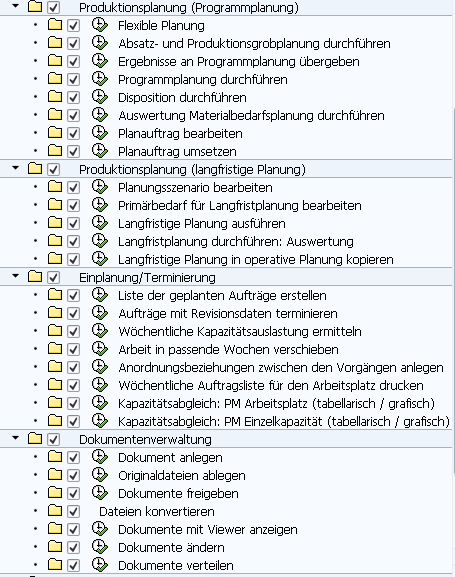 Produktionsplanung (Programmplanung)
Flexible Planung
Absatz- und Produktionsgrobplanung durchführen
Ergebnisse an Programmplanung übergeben
Programmplanung durchführen
Disposition durchführen
Auswertung Materialbedarfsplanung durchführen
Planauftrag bearbeiten
Planauftrag umsetzen
Produktionsplanung (langfristige Planung)
Planungsszenario bearbeiten
Primärbedarf für Langfristplanung bearbeiten
Langfristige Planung ausführen
Langfristplanung durchführen: Auswertung
Langfristige Planung in operative Planung kopieren
Einplanung/Terminierung
Liste der geplanten Aufträge erstellen
Aufträge mit Revisionsdaten terminieren
Wöchentliche Kapazitätsauslastung ermitteln
Arbeit in passende Wochen verschieben
Anordnungsbeziehungen zwischen den Vorgängen anlegen
Wöchentliche Auftragsliste für den Arbeitsplatz drucken
Kapazitätsabgleich: PM Arbeitsplatz (tabellarisch / grafisch)
Kapazitätsabgleich: PM Einzelkapazität (tabellarisch / grafisch)
Dokumentenverwaltung
Dokument anlegen
Originaldateien ablegen
Dokumente freigeben
Dateien konvertieren
Dokumente mit Viewer anzeigen
Dokumente ändern
Dokumente verteilen